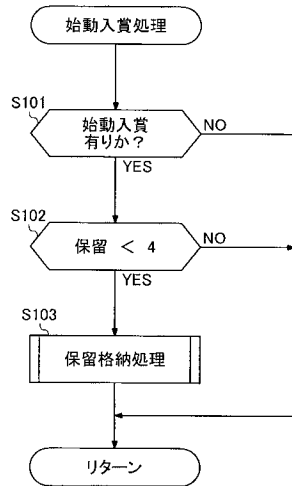 始動入賞処理
S101
始動入賞
有りか？
NO
YES
S102
保留 < 4
NO
YES
S103
保留格納処理
リターン